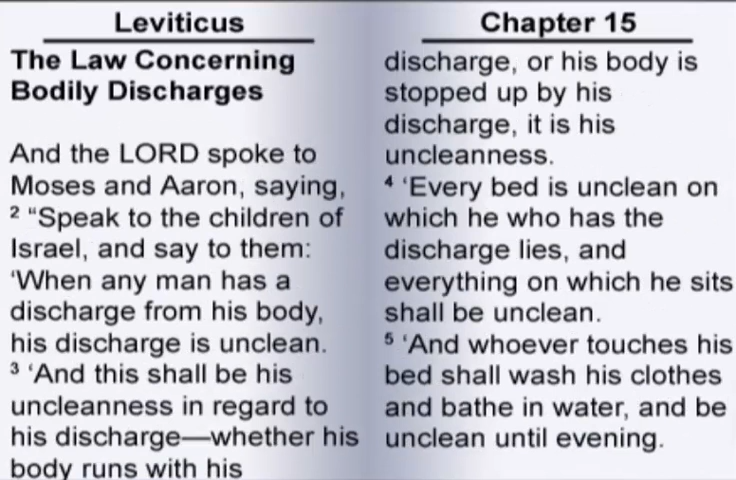 Leviticus
The Law Concerning
Bodily Discharges
And the LORD spoke to
Moses and Aaron, saying,
² “Speak to the children of
Israel, and say to them:
‘When any man has a
discharge from his body,
his discharge is unclean.
³ ‘And this shall be his
uncleanness in regard to
his discharge—whether his
body runs with his
Chapter 15
discharge, or his body is
stopped up by his
discharge, it is his
uncleanness.
⁴ ‘Every bed is unclean on
which he who has the
discharge lies, and
everything on which he sits
shall be unclean.
⁵ ‘And whoever touches his
bed shall wash his clothes
and bathe in water, and be
unclean until evening.